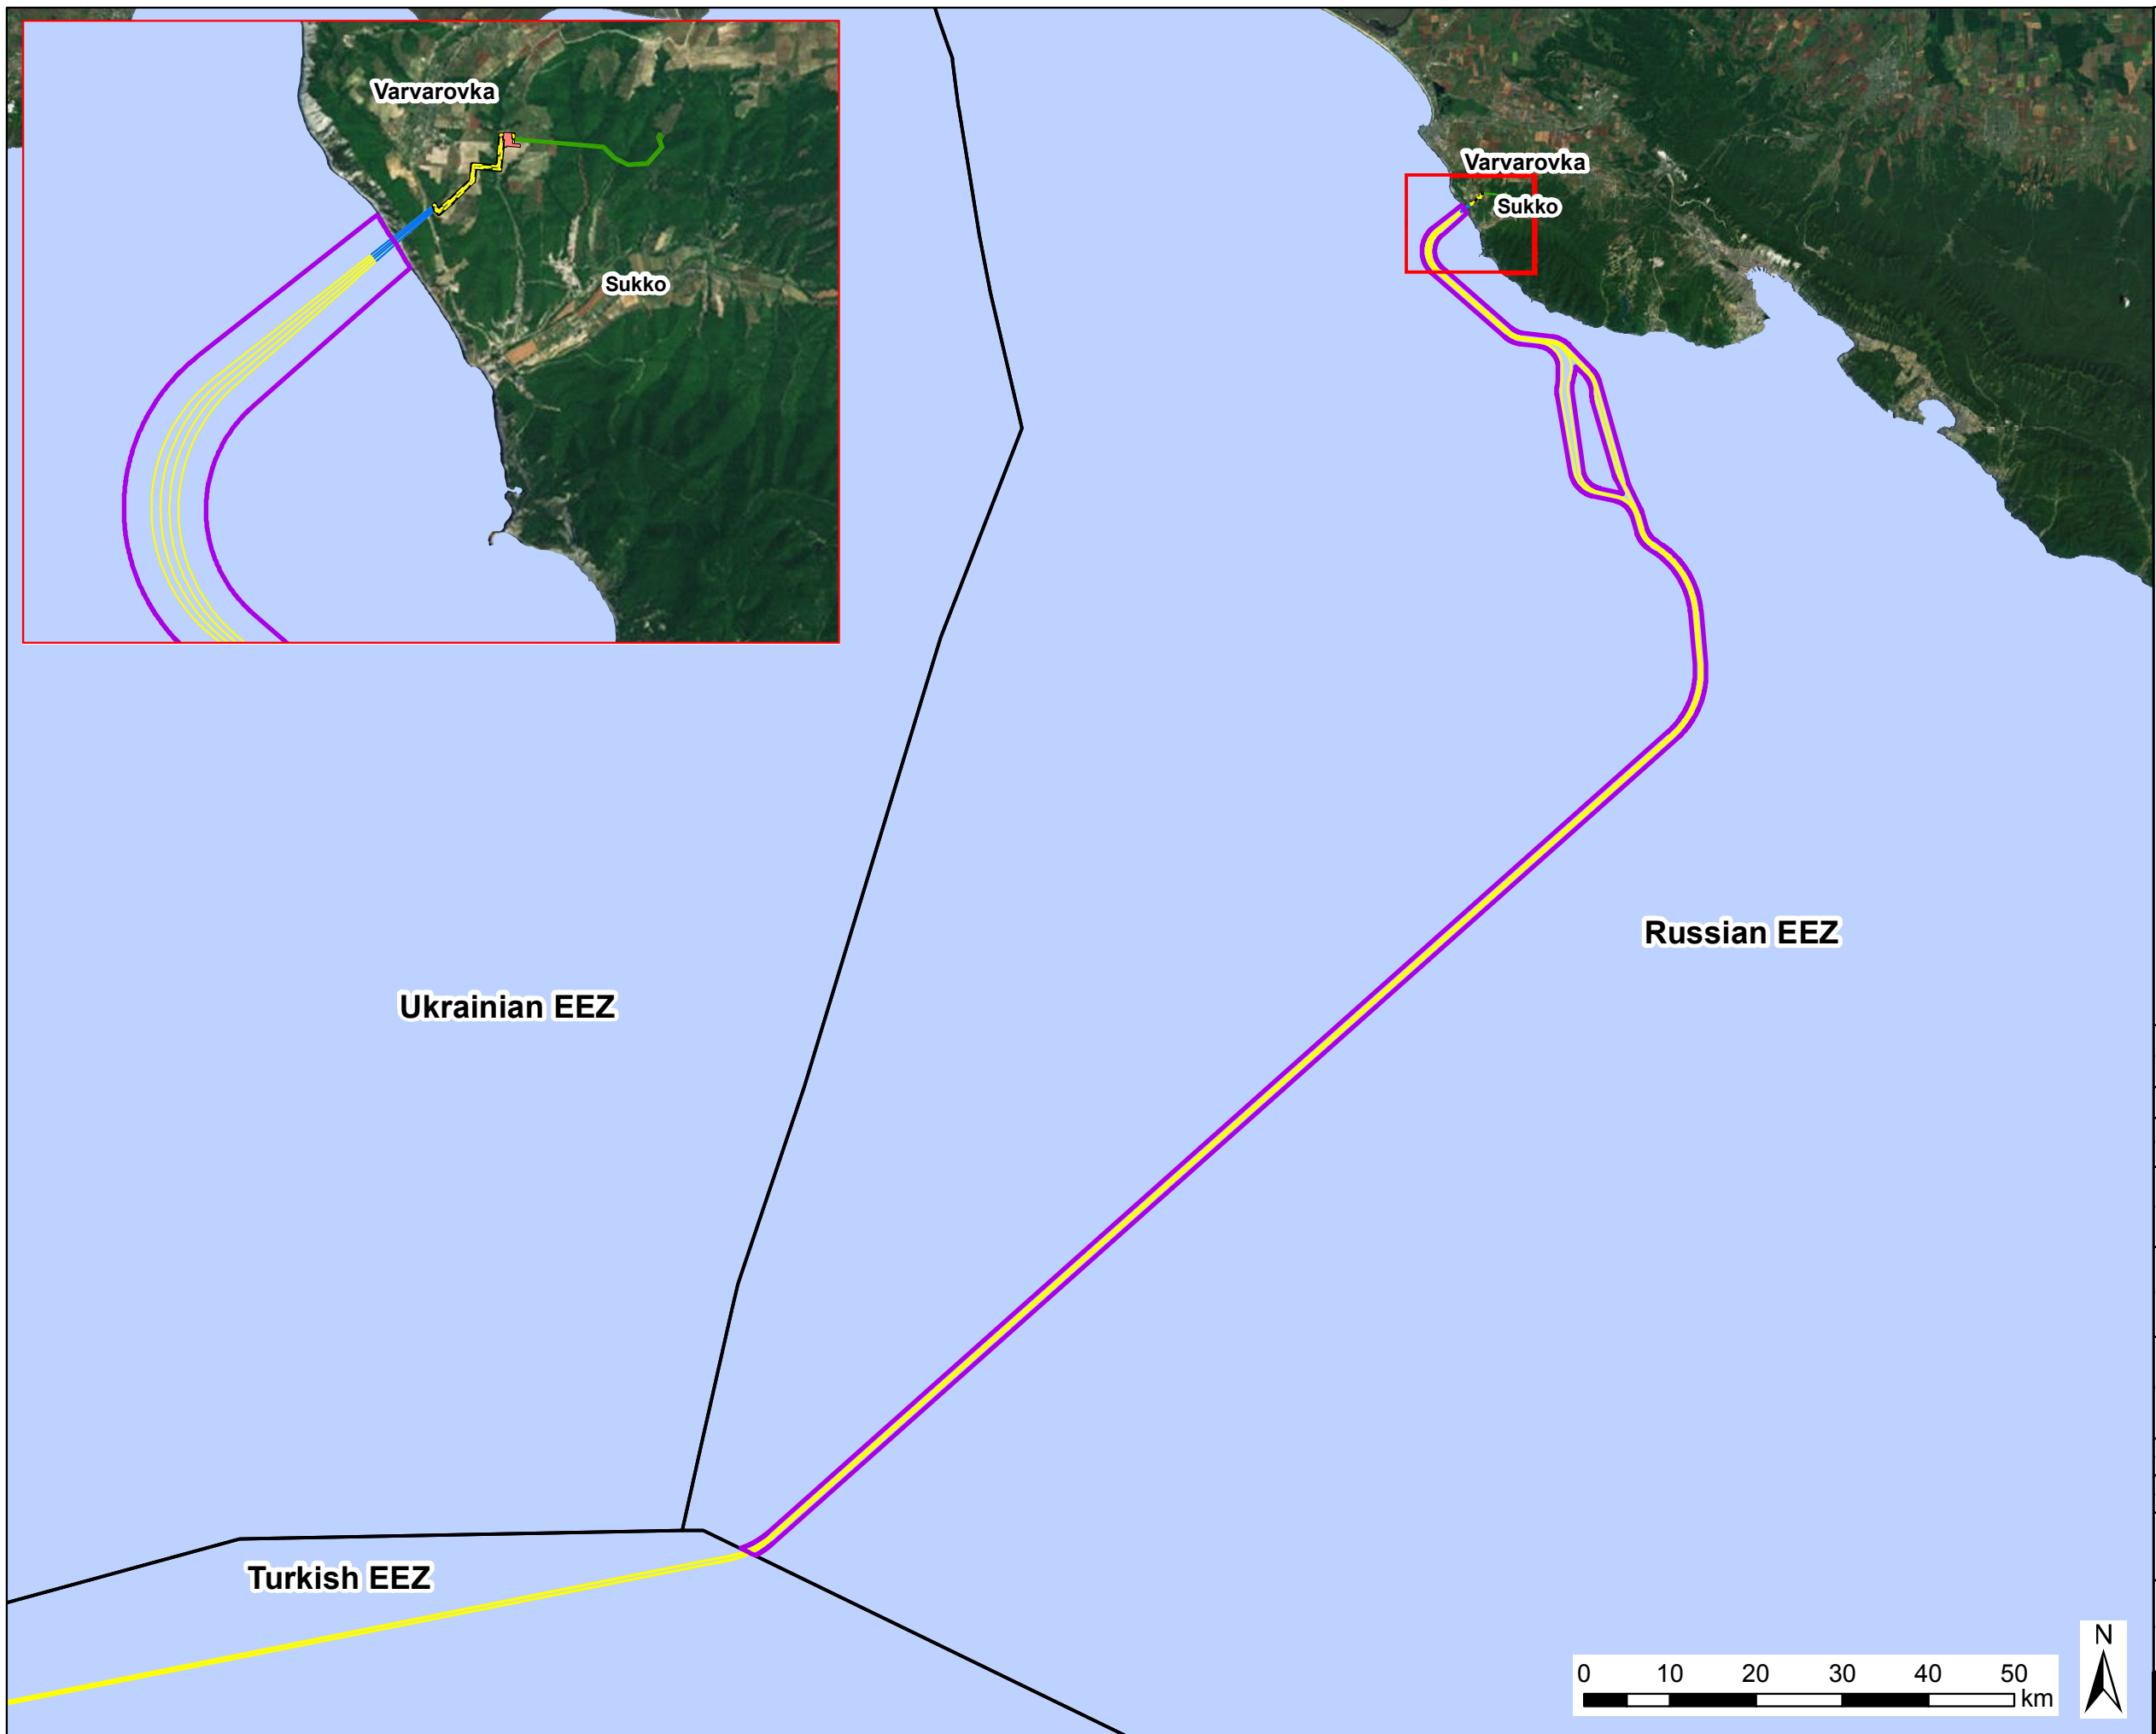 Varvarovka
Sukko
Varvarovka
Sukko
Russian EEZ
Ukrainian EEZ
Turkish EEZ
N
0 10 20 30 40 50
km